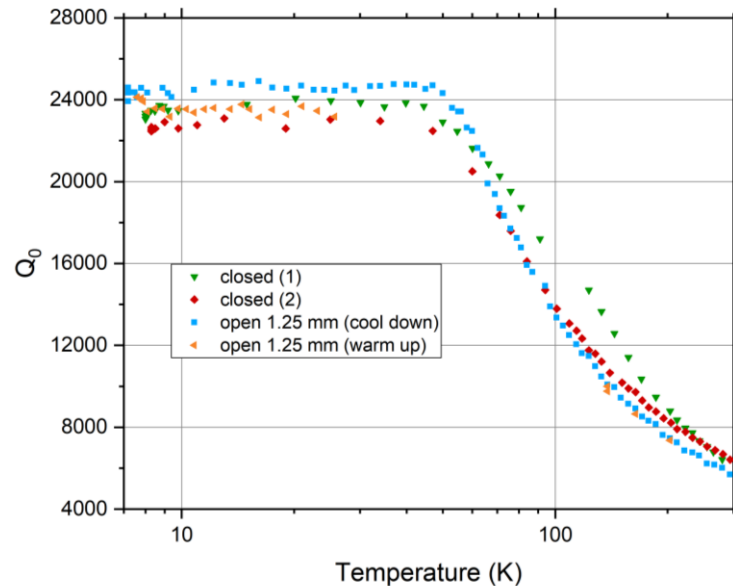 28000
24000
20000
16000
12000
8000
4000
Q₀
closed (1)
closed (2)
open 1.25 mm (cool down)
open 1.25 mm (warm up)
10
100
Temperature (K)